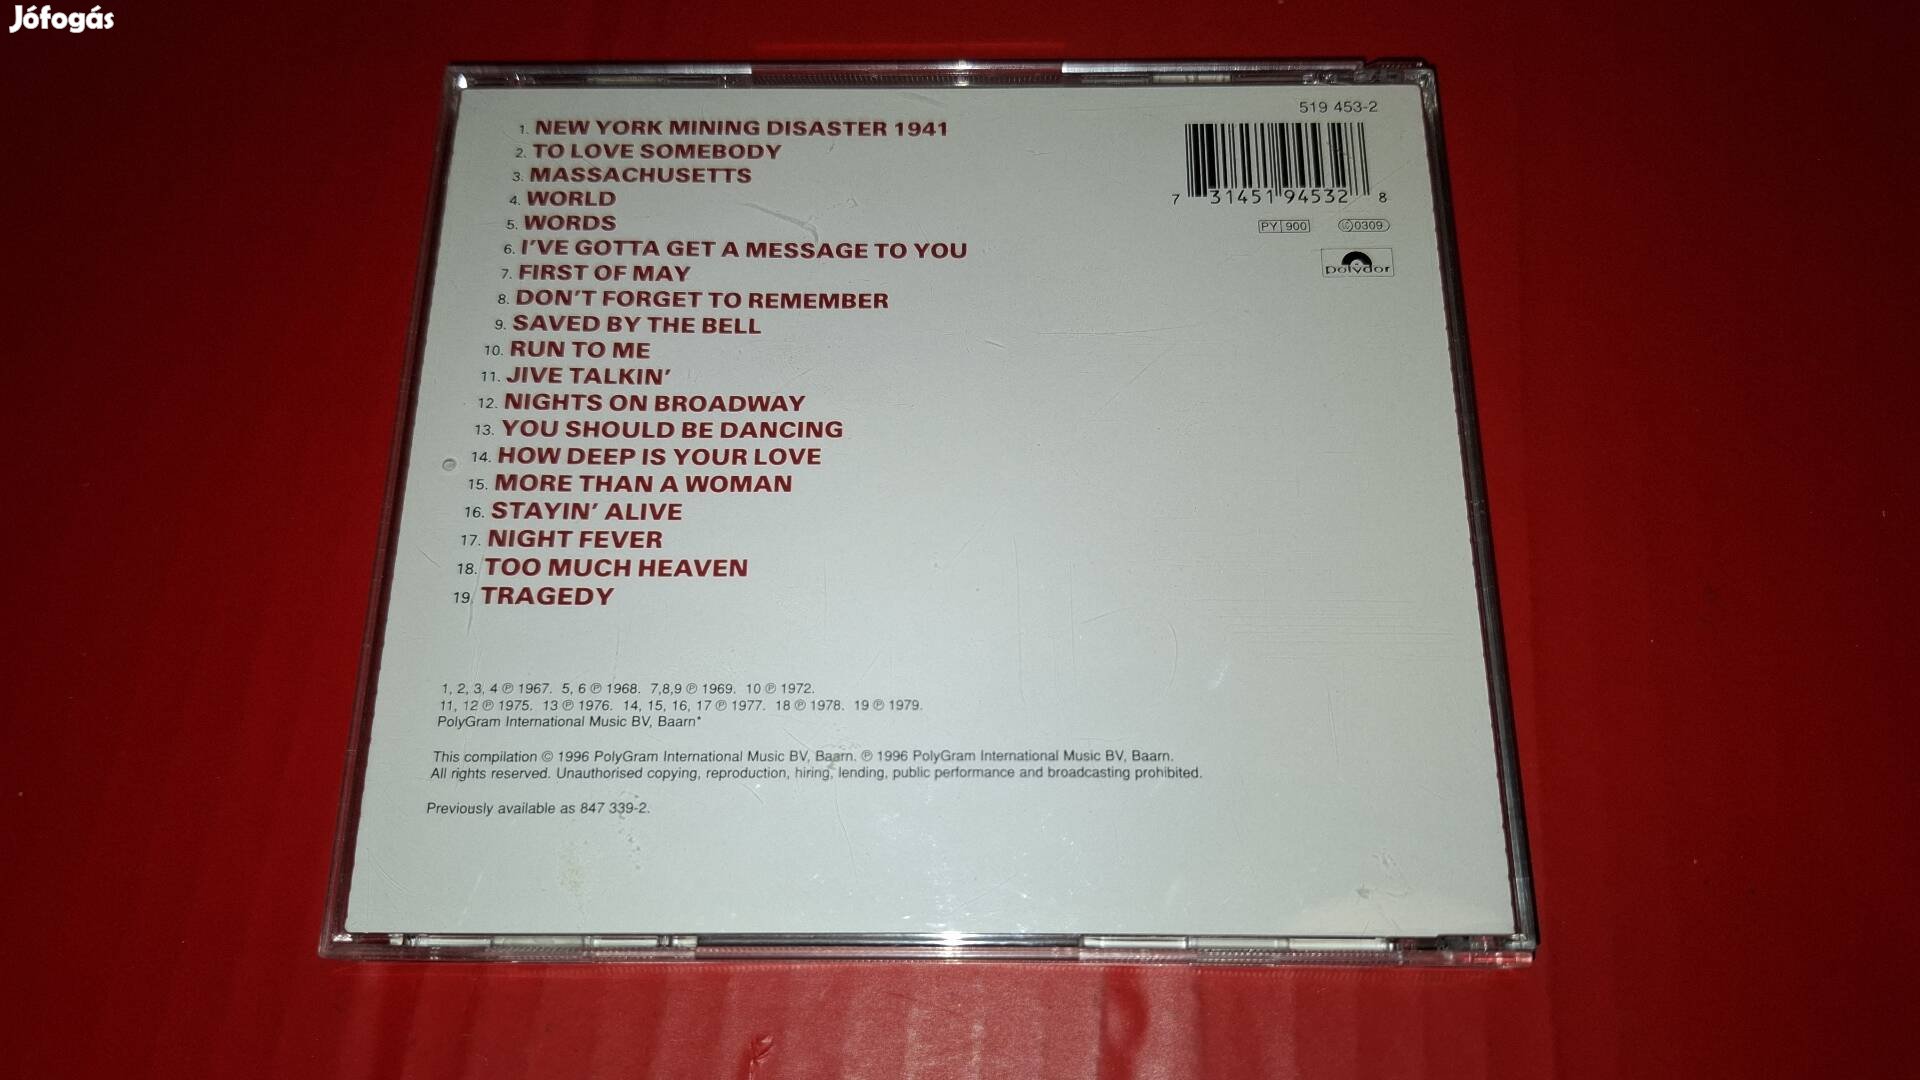 Jófogás
519 453-2
1. NEW YORK MINING DISASTER 1941
2. TO LOVE SOMEBODY
3. MASSACHUSETTS
4. WORLD
5. WORDS
6. I'VE GOTTA GET A MESSAGE TO YOU
7. FIRST OF MAY
8. DON'T FORGET TO REMEMBER
9. SAVED BY THE BELL
10. RUN TO ME
11. JIVE TALKIN'
12. NIGHTS ON BROADWAY
13. YOU SHOULD BE DANCING
14. HOW DEEP IS YOUR LOVE
15. MORE THAN A WOMAN
16. STAYIN' ALIVE
17. NIGHT FEVER
18. TOO MUCH HEAVEN
19. TRAGEDY
7 31451 94532 8
PY 900
0309
polydor
1, 2, 3, 4 ℗ 1967. 5, 6 ℗ 1968. 7,8,9 ℗ 1969. 10 ℗ 1972.
11, 12 ℗ 1975. 13 ℗ 1976. 14, 15, 16, 17 ℗ 1977. 18 ℗ 1978. 19 ℗ 1979.
PolyGram International Music BV, Baarn*
This compilation © 1996 PolyGram International Music BV, Baarn. ℗ 1996 PolyGram International Music BV, Baarn.
All rights reserved. Unauthorised copying, reproduction, hiring, lending, public performance and broadcasting prohibited.
Previously available as 847 339-2.